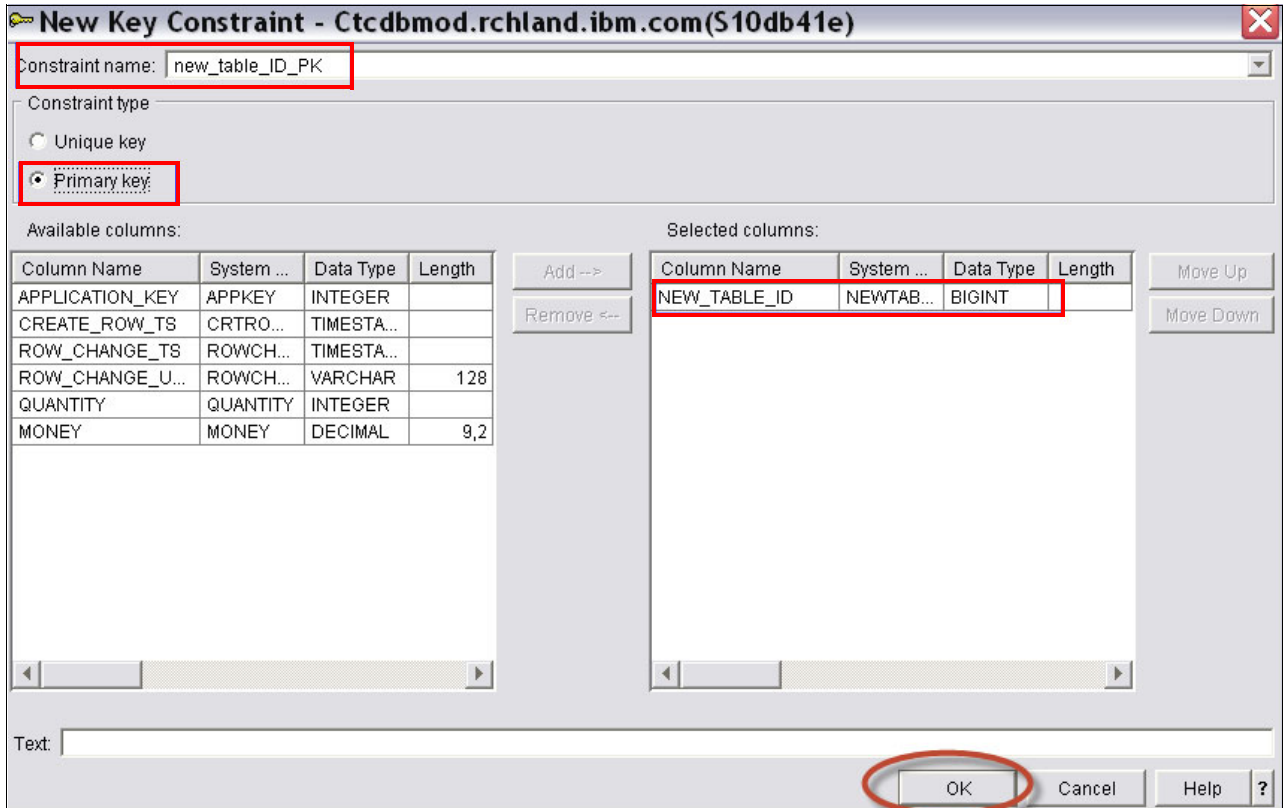 New Key Constraint - Ctcdbmod.rchland.ibm.com(S10db41e)
Constraint name: new_table_ID_PK
Constraint type
Unique key
Primary key
Available columns:
Column Name System ... Data Type Length
APPLICATION_KEY APPKEY INTEGER
CREATE_ROW_TS CRTRO... TIMESTA...
ROW_CHANGE_TS ROWCH... TIMESTA...
ROW_CHANGE_U... ROWCH... VARCHAR 128
QUANTITY QUANTITY INTEGER
MONEY MONEY DECIMAL 9,2
Add -->
Remove <--
Selected columns:
Column Name System ... Data Type Length
NEW_TABLE_ID NEWTAB... BIGINT
Move Up
Move Down
Text:
OK Cancel Help ?